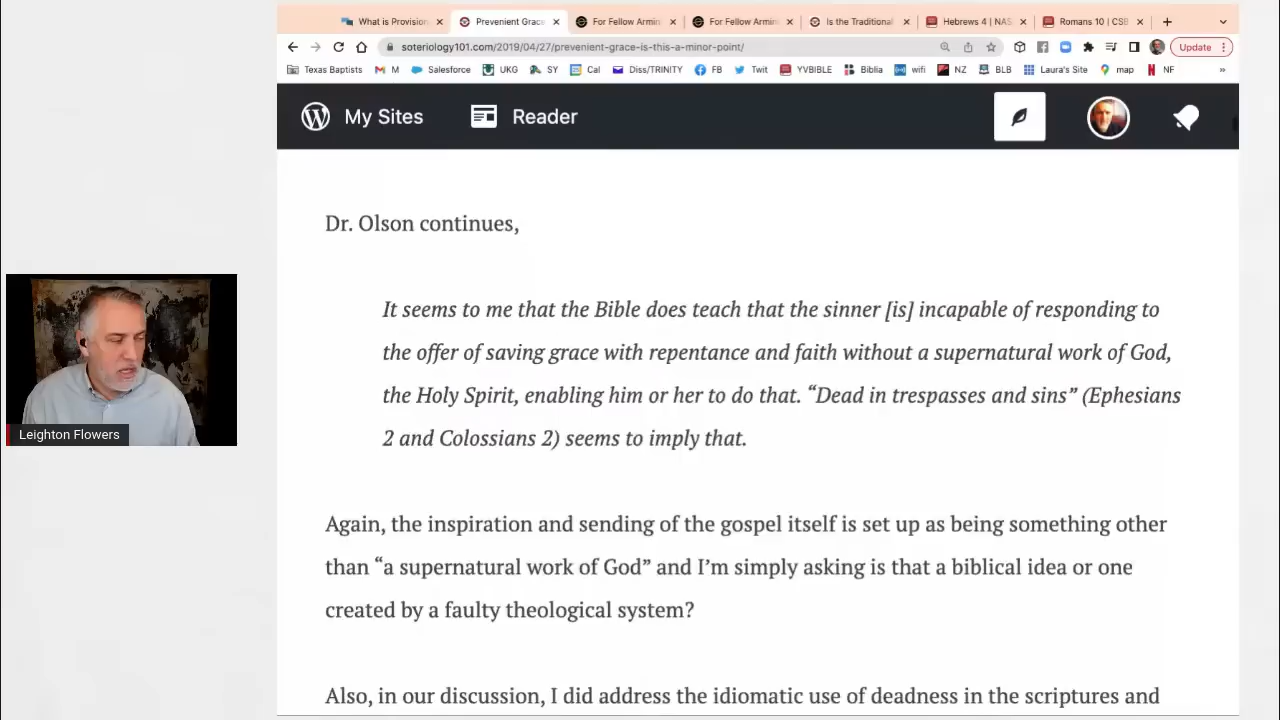 What is Provision
Prevenient Grace
For Fellow Armin
For Fellow Armin
Is the Traditional
Hebrews 4 | NAS
Romans 10 | CSB
soteriology101.com/2019/04/27/prevenient-grace-is-this-a-minor-point/
Update
Texas Baptists
M
Salesforce
UKG
SY
Cal
Diss/TRINITY
FB
Twit
YVBIBLE
Biblia
wifi
NZ
BLB
Laura's Site
map
NF
»
My Sites
Reader
Dr. Olson continues,
It seems to me that the Bible does teach that the sinner [is] incapable of responding to
the offer of saving grace with repentance and faith without a supernatural work of God,
the Holy Spirit, enabling him or her to do that. “Dead in trespasses and sins” (Ephesians
2 and Colossians 2) seems to imply that.
Again, the inspiration and sending of the gospel itself is set up as being something other
than “a supernatural work of God” and I’m simply asking is that a biblical idea or one
created by a faulty theological system?
Also, in our discussion, I did address the idiomatic use of deadness in the scriptures and
Leighton Flowers